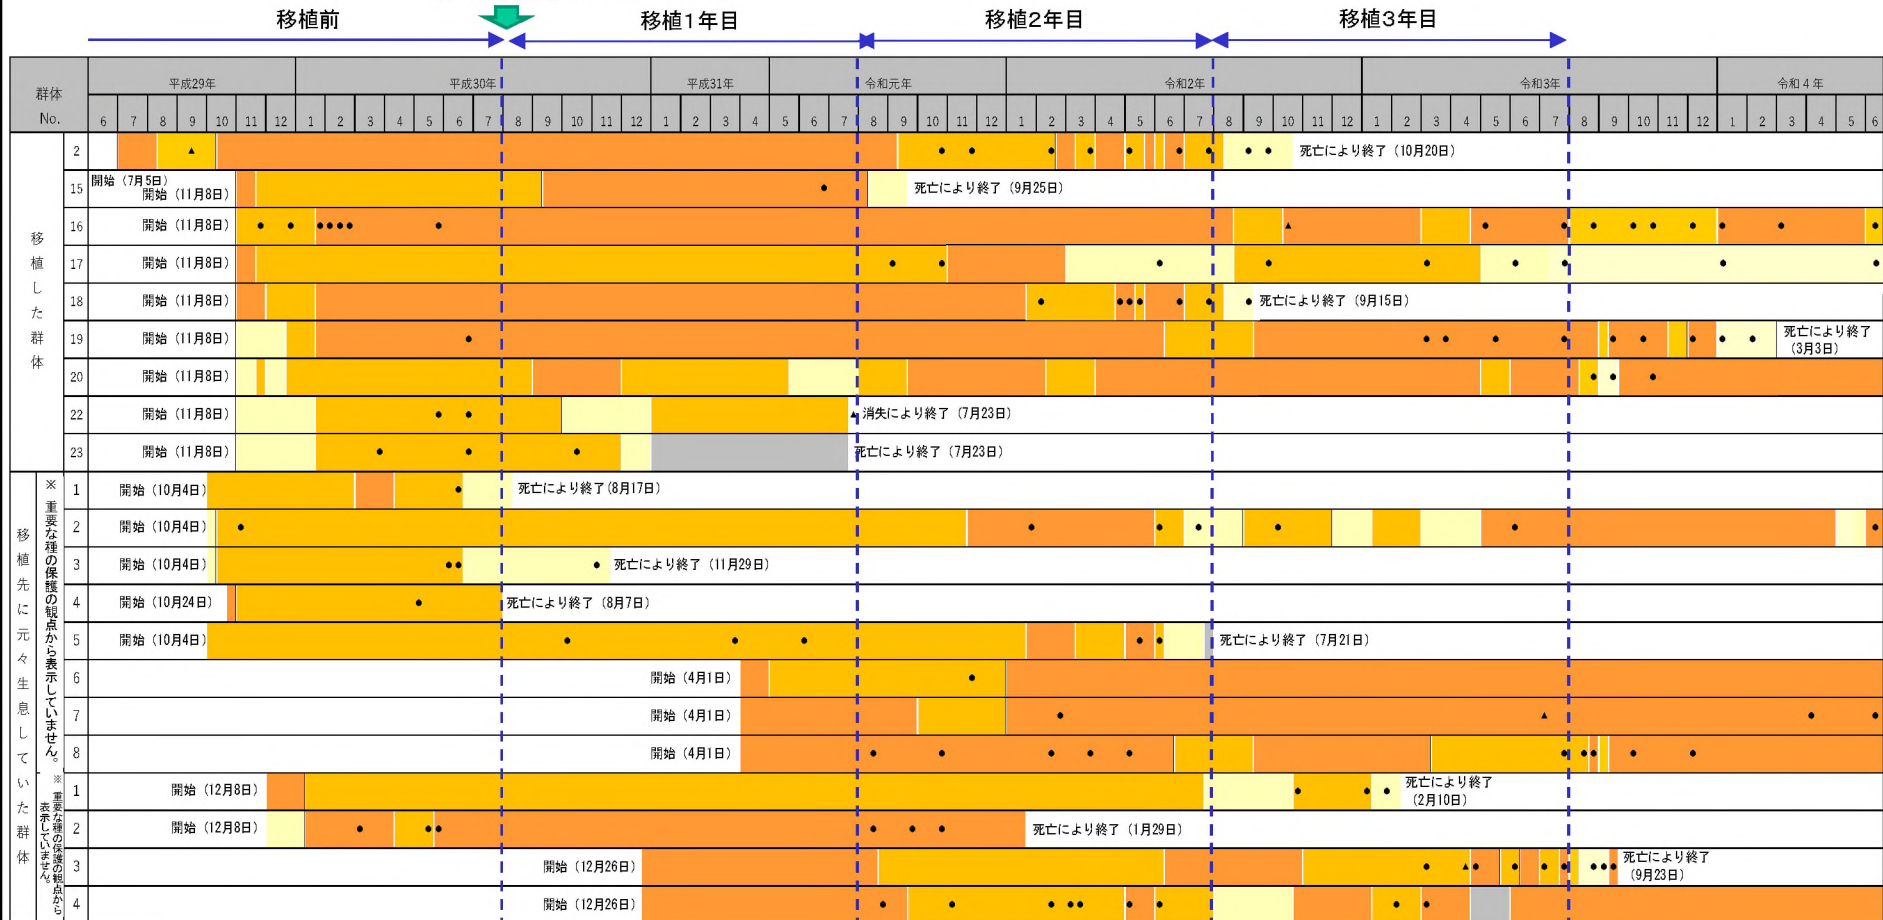 移植前 移植1年目 移植2年目 移植3年目
群体 No. 平成29年 平成30年 平成31年 令和元年 令和2年 令和3年 令和4年
6 7 8 9 10 11 12 1 2 3 4 5 6 7 8 9 10 11 12 1 2 3 4 5 6 7 8 9 10 11 12 1 2 3 4 5 6 7 8 9 10 11 12 1 2 3 4 5 6 7 8 9 10 11 12 1 2 3 4 5 6
移植した群体
2 死亡により終了(10月20日)
開始(7月5日)
15 開始(11月8日) 死亡により終了(9月25日)
16 開始(11月8日)
17 開始(11月8日)
18 開始(11月8日) 死亡により終了(9月15日)
19 開始(11月8日) 死亡により終了
(3月3日)
20 開始(11月8日)
22 開始(11月8日) 消失により終了(7月23日)
23 開始(11月8日) 死亡により終了(7月23日)
移植先に元々生息していた群体
※重要な種の保護の観点から表示していません。
1 開始(10月4日) 死亡により終了(8月17日)
2 開始(10月4日)
3 開始(10月4日) 死亡により終了(11月29日)
4 開始(10月24日) 死亡により終了(8月7日)
5 開始(10月4日) 死亡により終了(7月21日)
6 開始(4月1日)
7 開始(4月1日)
8 開始(4月1日)
※重要な種の保護の観点から
表示していません。
1 開始(12月8日) 死亡により終了
(2月10日)
2 開始(12月8日) 死亡により終了(1月29日)
3 開始(12月26日) 死亡により終了
(9月23日)
4 開始(12月26日)